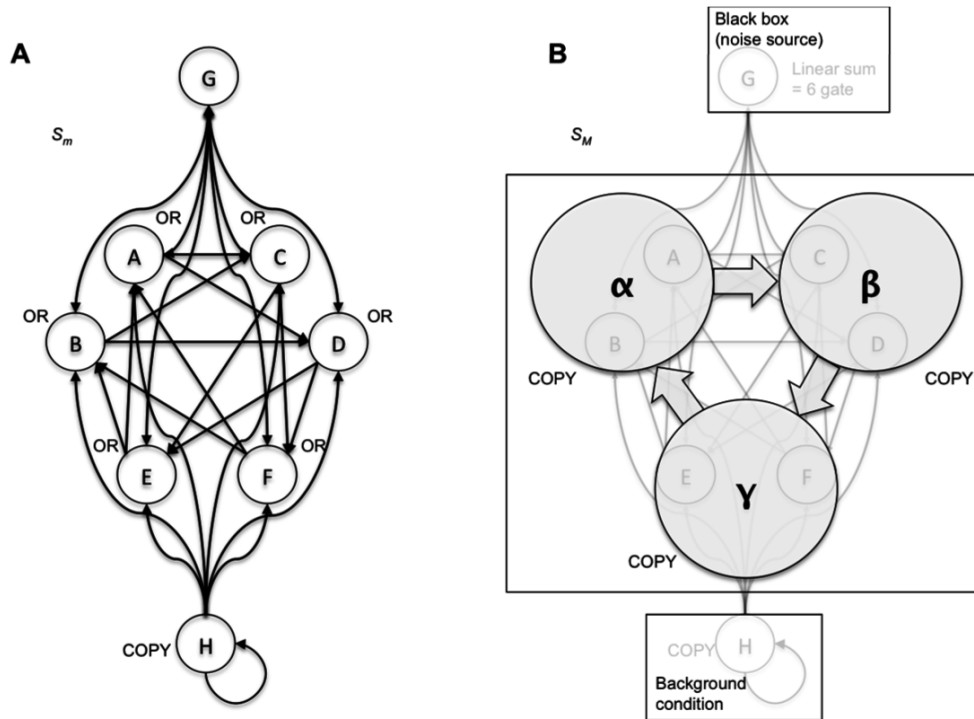 A
G
S_m
OR
OR
A
C
OR
B
D
OR
OR
E
F
COPY
H
B
Black box
(noise source)
G
Linear sum
= 6 gate
S_M
A
C
α
β
B
D
COPY
COPY
E
F
γ
COPY
COPY
H
Background
condition